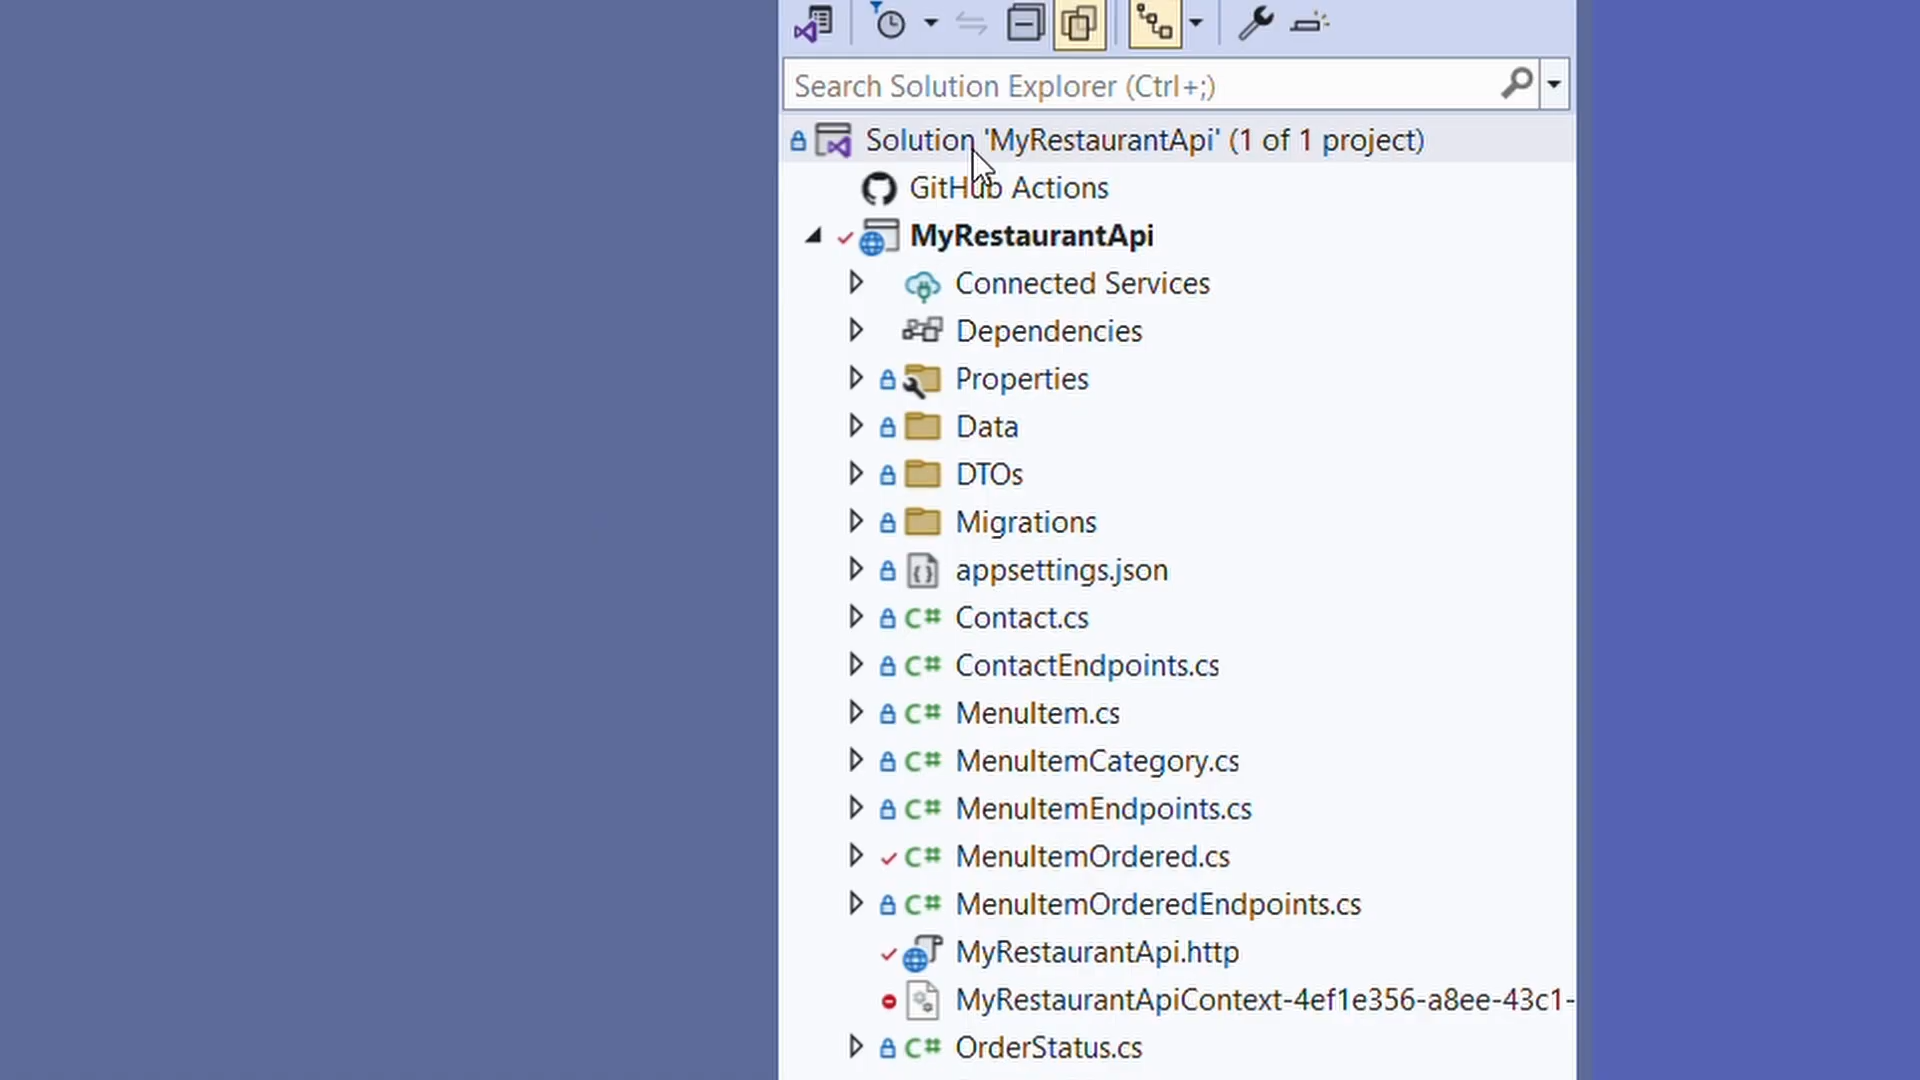 Search Solution Explorer (Ctrl+;)
Solution 'MyRestaurantApi' (1 of 1 project)
GitHub Actions
MyRestaurantApi
Connected Services
Dependencies
Properties
Data
DTOs
Migrations
appsettings.json
C# Contact.cs
C# ContactEndpoints.cs
C# MenuItem.cs
C# MenuItemCategory.cs
C# MenuItemEndpoints.cs
C# MenuItemOrdered.cs
C# MenuItemOrderedEndpoints.cs
MyRestaurantApi.http
MyRestaurantApiContext-4ef1e356-a8ee-43c1-
C# OrderStatus.cs